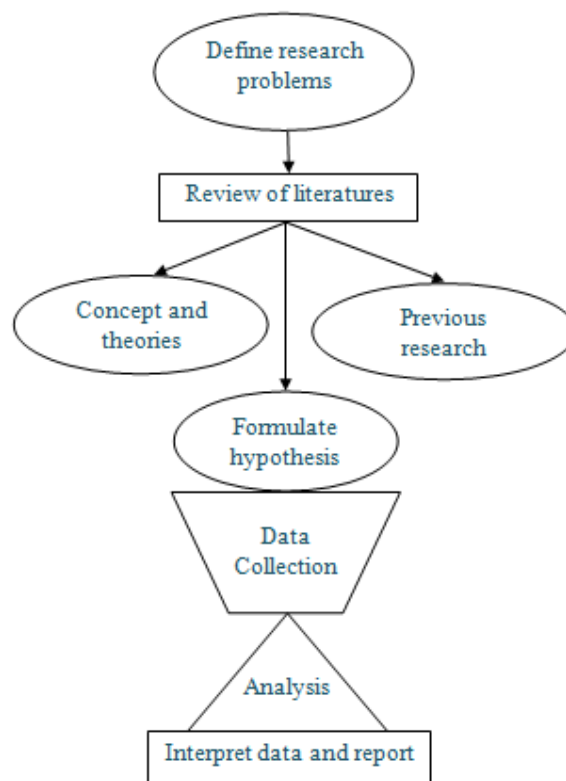 Define research
problems
Review of literatures
Concept and
theories
Previous
research
Formulate
hypothesis
Data
Collection
Analysis
Interpret data and report